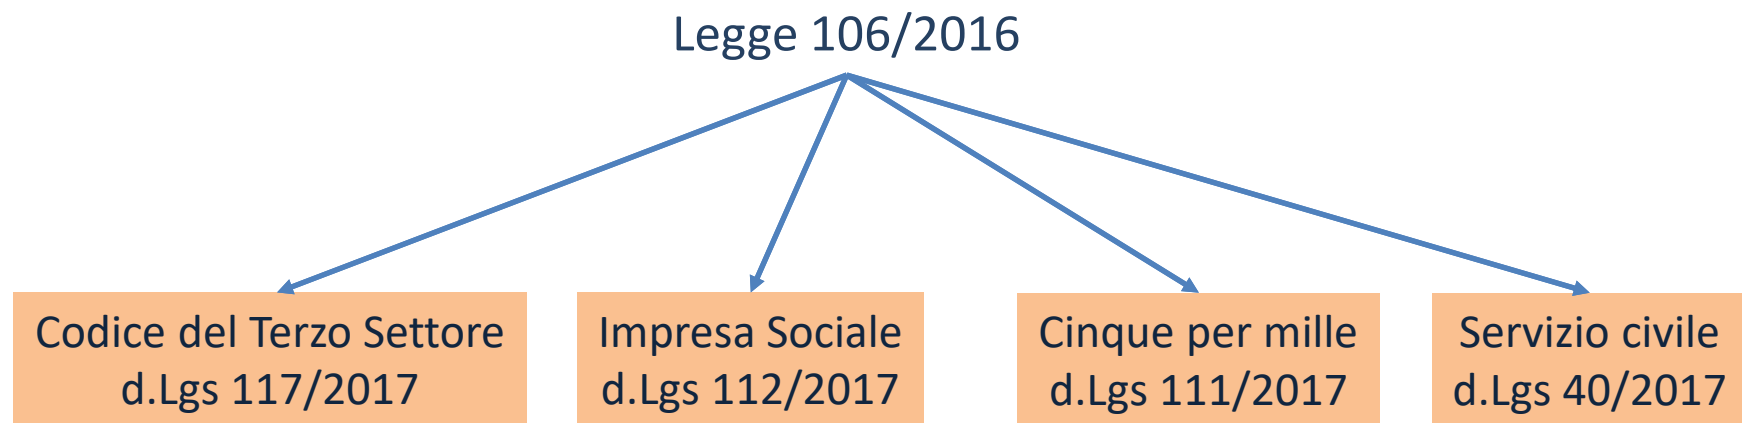 Legge 106/2016
Codice del Terzo Settore
d.Lgs 117/2017
Impresa Sociale
d.Lgs 112/2017
Cinque per mille
d.Lgs 111/2017
Servizio civile
d.Lgs 40/2017